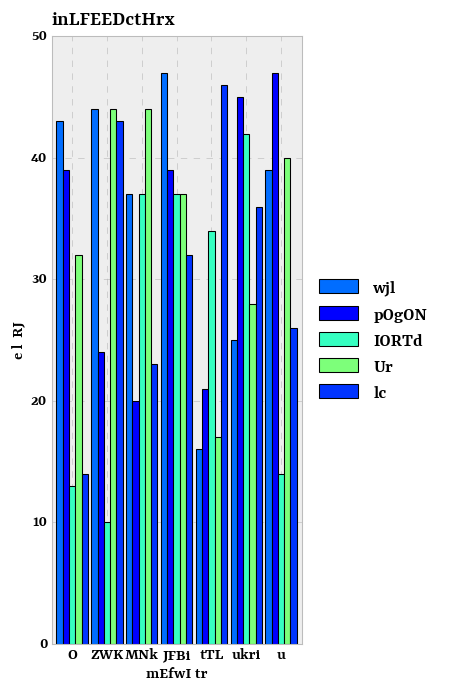 inLFEEDctHrx
50
40
30
20
10
0
e l  RJ
O ZWK MNk JFBi tTL ukri u
mEfwI tr
wjl
pOgON
IORTd
Ur
lc